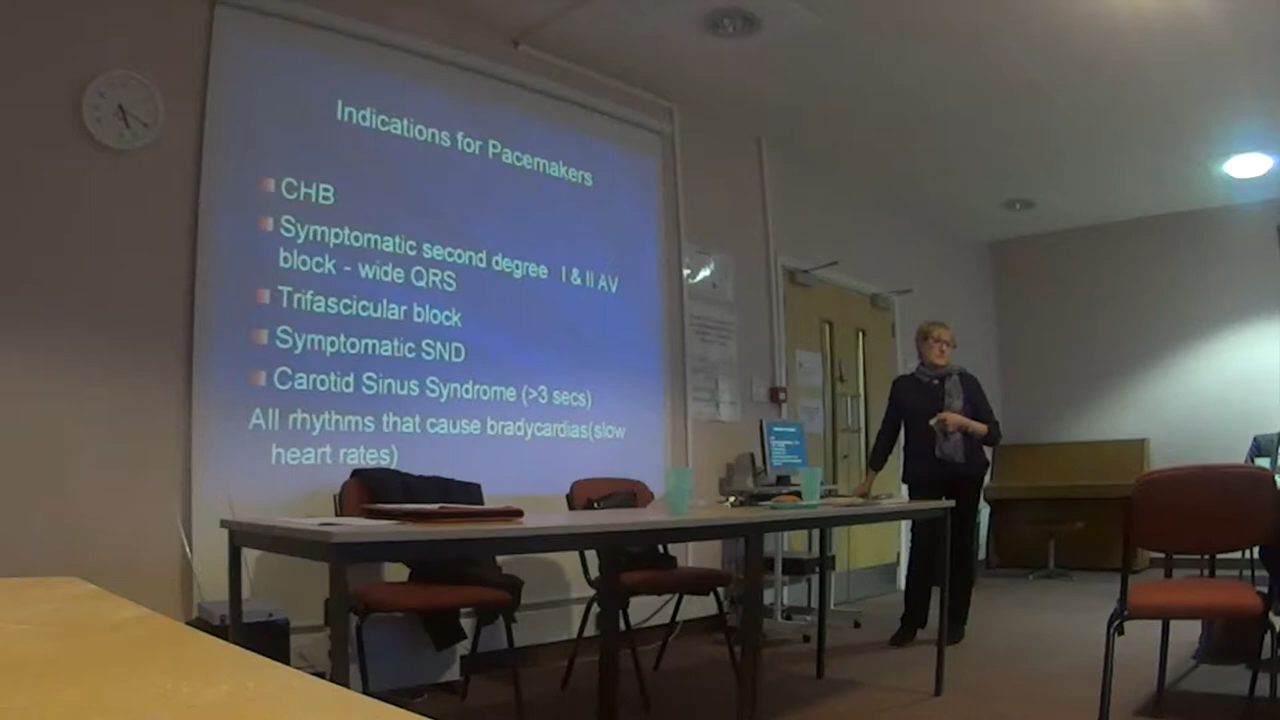 Indications for Pacemakers
CHB
Symptomatic second degree I & II AV
block - wide QRS
Trifascicular block
Symptomatic SND
Carotid Sinus Syndrome (>3 secs)
All rhythms that cause bradycardias(slow
heart rates)